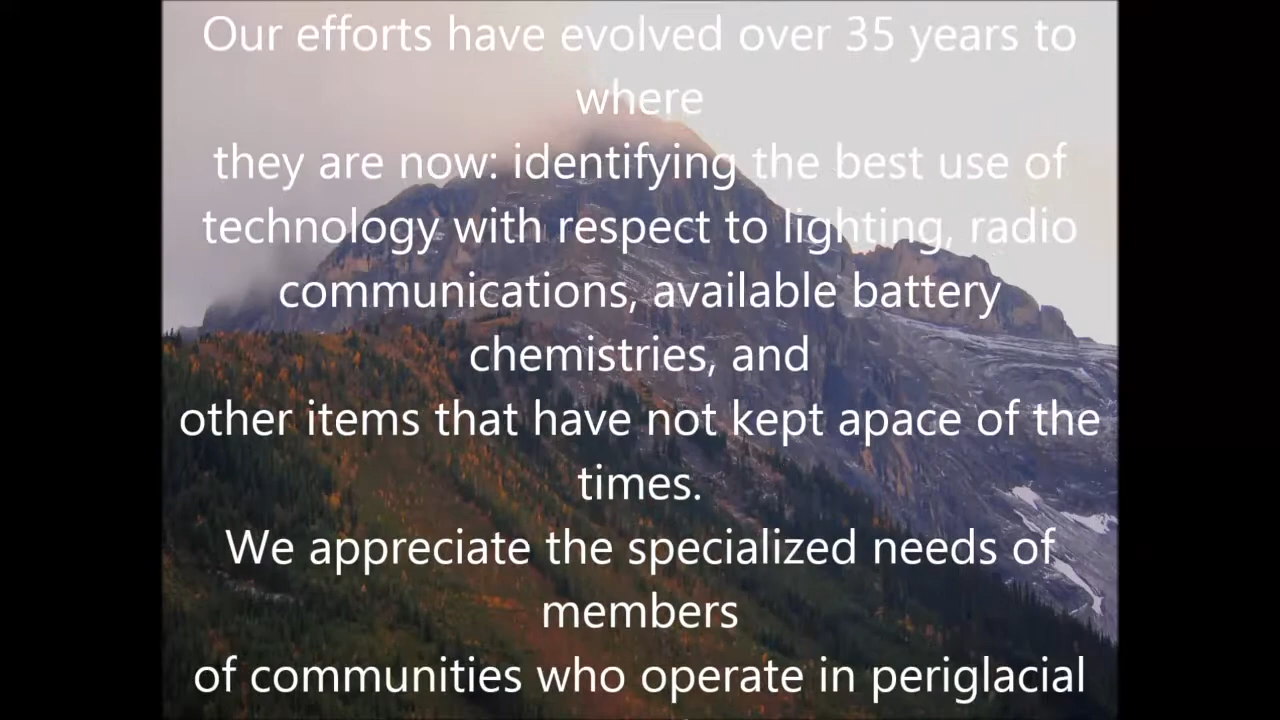 Our efforts have evolved over 35 years to
where
they are now: identifying the best use of
technology with respect to lighting, radio
communications, available battery
chemistries, and
other items that have not kept apace of the
times.
We appreciate the specialized needs of
members
of communities who operate in periglacial